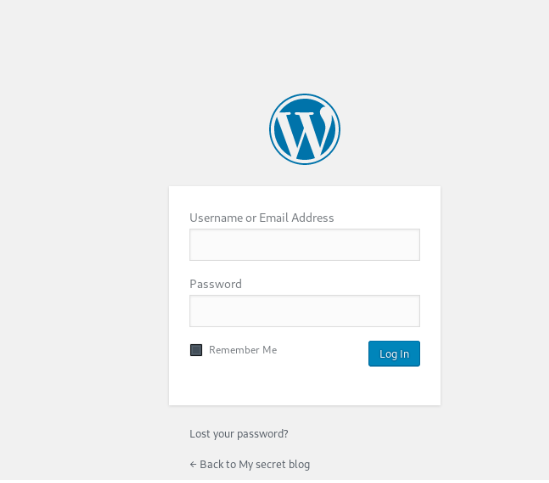 Username or Email Address
Password
Remember Me
Log In
Lost your password?
← Back to My secret blog